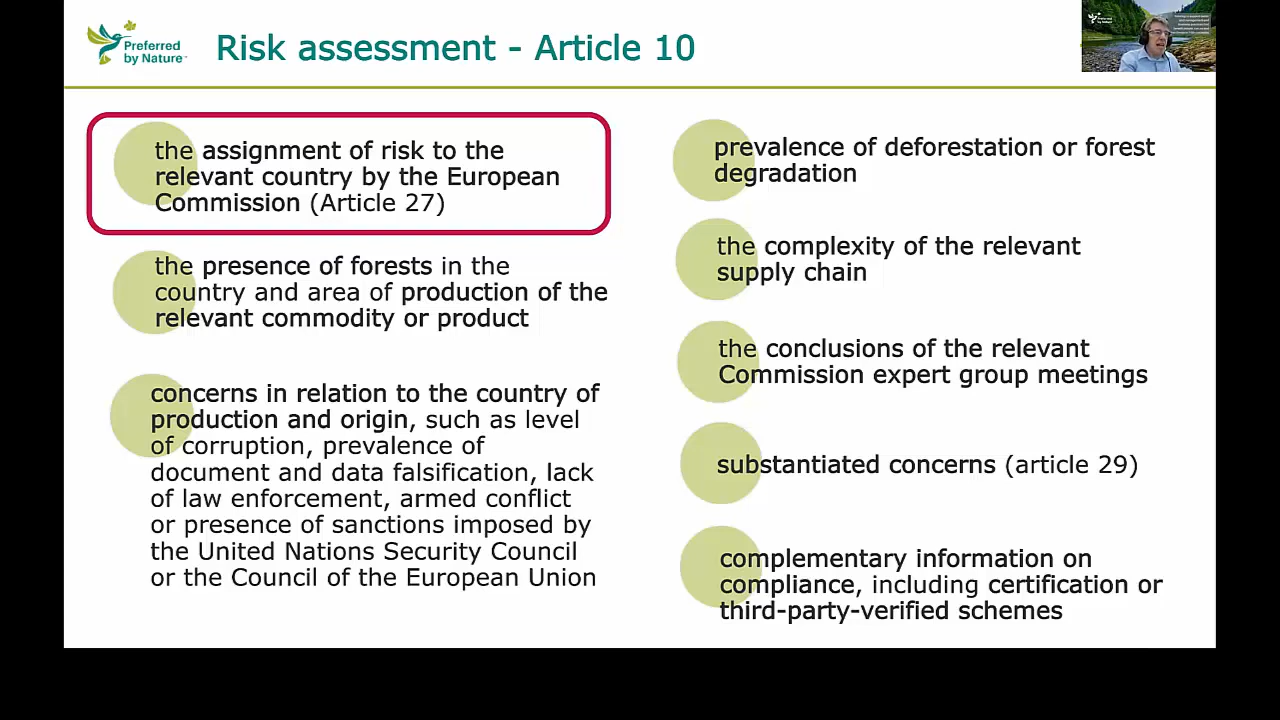 Preferred
by Nature™
Risk assessment - Article 10
the assignment of risk to the
relevant country by the European
Commission (Article 27)
the presence of forests in the
country and area of production of the
relevant commodity or product
concerns in relation to the country of
production and origin, such as level
of corruption, prevalence of
document and data falsification, lack
of law enforcement, armed conflict
or presence of sanctions imposed by
the United Nations Security Council
or the Council of the European Union
prevalence of deforestation or forest
degradation
the complexity of the relevant
supply chain
the conclusions of the relevant
Commission expert group meetings
substantiated concerns (article 29)
complementary information on
compliance, including certification or
third-party-verified schemes